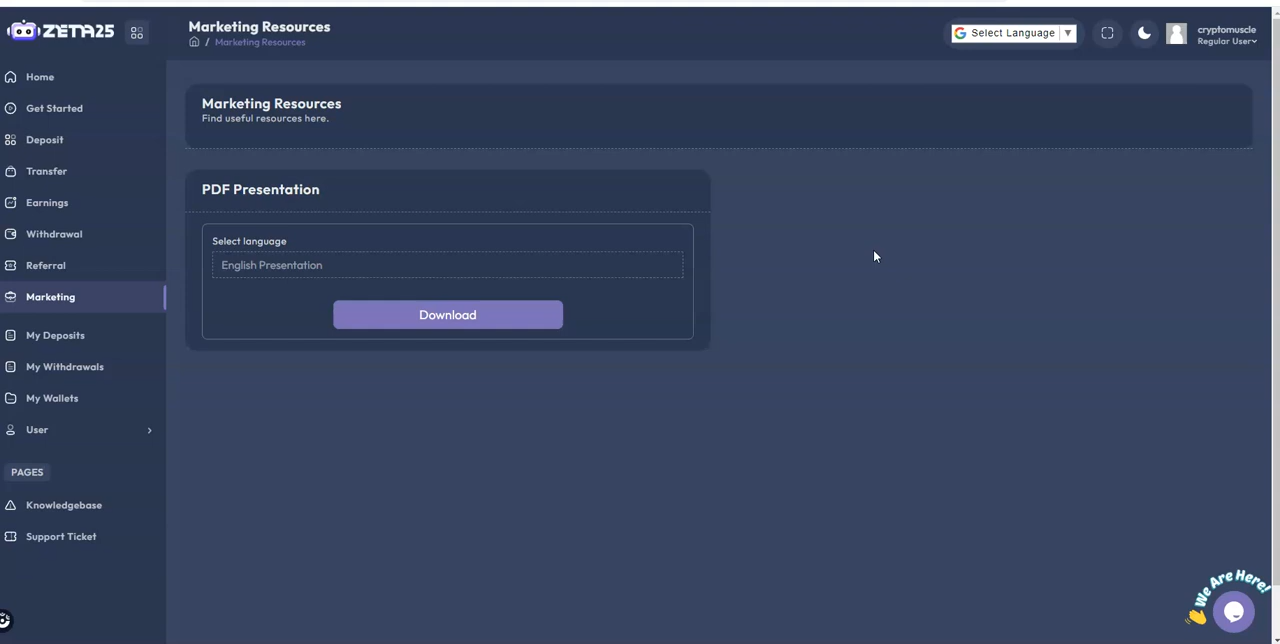 ZETA25
Marketing Resources
/ Marketing Resources
Select Language ▼
cryptomuscle
Regular User
Home
Get Started
Deposit
Transfer
Earnings
Withdrawal
Referral
Marketing
My Deposits
My Withdrawals
My Wallets
User
PAGES
Knowledgebase
Support Ticket
Marketing Resources
Find useful resources here.
PDF Presentation
Select language
English Presentation
Download
We Are Here!